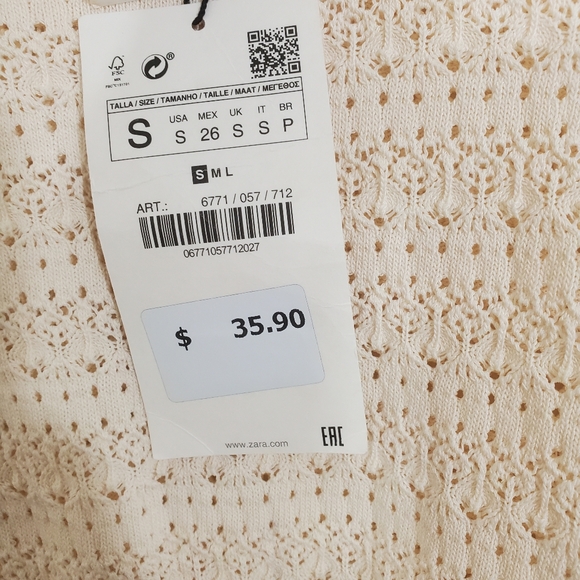 FSC
MIX
®
TALLA / SIZE / TAMANHO / TAILLE / MAAT / ΜΕΓΕΘΟΣ
S
USA MEX UK IT BR
S 26 S S P
S M L
ART.: 6771 / 057 / 712
06771057712027
$ 35.90
www.zara.com
EAC